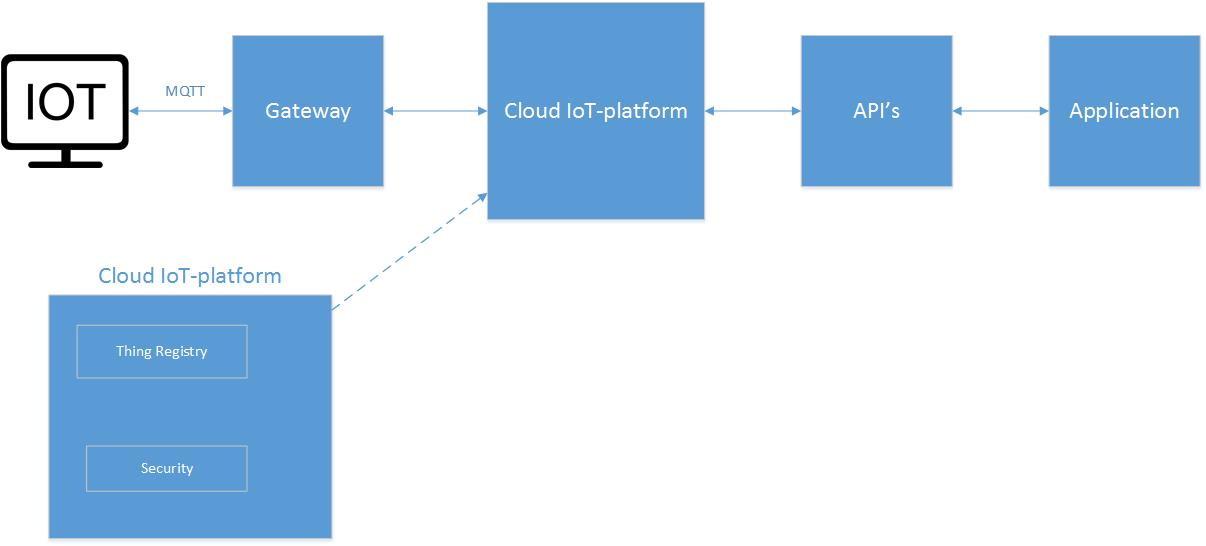 IOT
MQTT
Gateway
Cloud IoT-platform
API’s
Application
Cloud IoT-platform
Thing Registry
Security